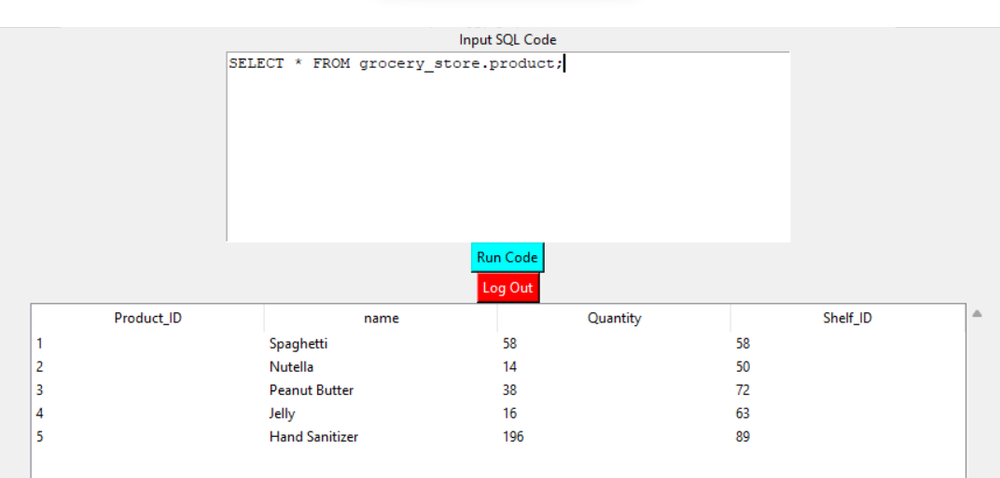 Input SQL Code
SELECT * FROM grocery_store.product;
Run Code
Log Out
Product_ID name Quantity Shelf_ID
1 Spaghetti 58 58
2 Nutella 14 50
3 Peanut Butter 38 72
4 Jelly 16 63
5 Hand Sanitizer 196 89